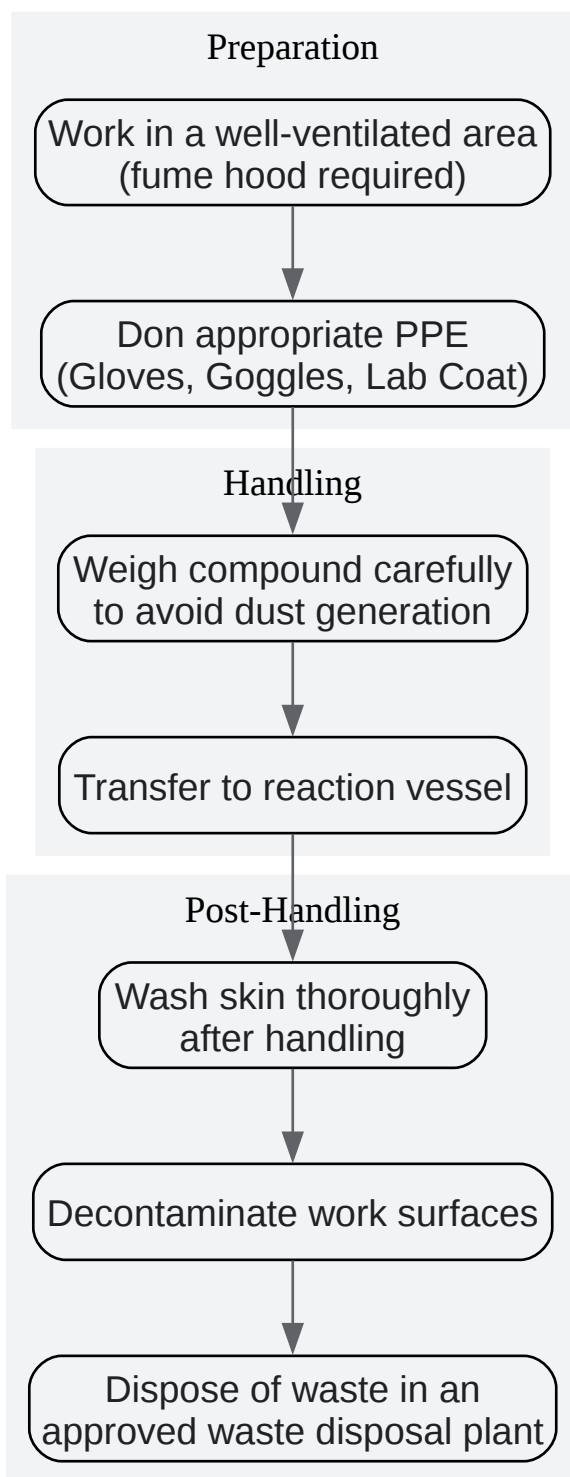 Preparation
Work in a well-ventilated area
(fume hood required)
Don appropriate PPE
(Gloves, Goggles, Lab Coat)
Handling
Weigh compound carefully
to avoid dust generation
Transfer to reaction vessel
Post-Handling
Wash skin thoroughly
after handling
Decontaminate work surfaces
Dispose of waste in an
approved waste disposal plant